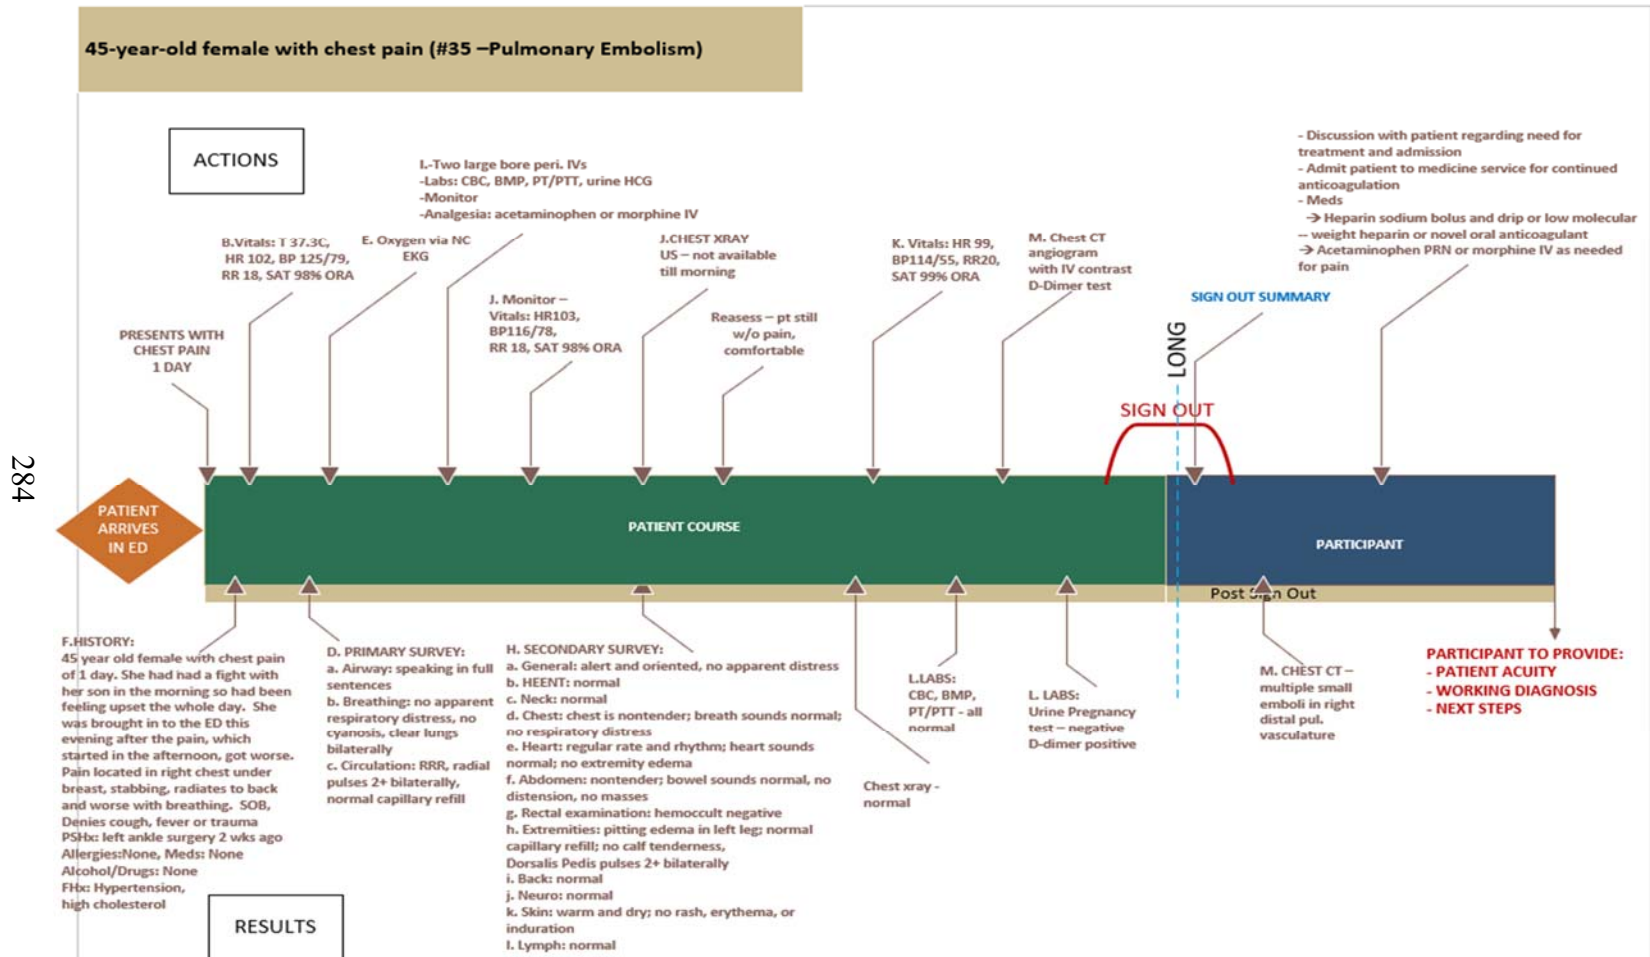 45-year-old female with chest pain (#35 –Pulmonary Embolism)
ACTIONS
PRESENTS WITH
CHEST PAIN
1 DAY
B.Vitals: T 37.3C,
HR 102, BP 125/79,
RR 18, SAT 98% ORA
E. Oxygen via NC
EKG
I.-Two large bore peri. IVs
-Labs: CBC, BMP, PT/PTT, urine HCG
-Monitor
-Analgesia: acetaminophen or morphine IV
J. Monitor –
Vitals: HR103,
BP116/78,
RR 18, SAT 98% ORA
J.CHEST XRAY
US – not available
till morning
Reasess – pt still
w/o pain,
comfortable
K. Vitals: HR 99,
BP114/55, RR20,
SAT 99% ORA
M. Chest CT
angiogram
with IV contrast
D-Dimer test
- Discussion with patient regarding need for
treatment and admission
- Admit patient to medicine service for continued
anticoagulation
- Meds
→ Heparin sodium bolus and drip or low molecular
-- weight heparin or novel oral anticoagulant
→ Acetaminophen PRN or morphine IV as needed
for pain
SIGN OUT SUMMARY
LONG
SIGN OUT
284
PATIENT
ARRIVES
IN ED
PATIENT COURSE
PARTICIPANT
Post Sign Out
F.HISTORY:
45 year old female with chest pain
of 1 day. She had had a fight with
her son in the morning so had been
feeling upset the whole day. She
was brought in to the ED this
evening after the pain, which
started in the afternoon, got worse.
Pain located in right chest under
breast, stabbing, radiates to back
and worse with breathing. SOB,
Denies cough, fever or trauma
PSHx: left ankle surgery 2 wks ago
Allergies:None, Meds: None
Alcohol/Drugs: None
FHx: Hypertension,
high cholesterol
D. PRIMARY SURVEY:
a. Airway: speaking in full
sentences
b. Breathing: no apparent
respiratory distress, no
cyanosis, clear lungs
bilaterally
c. Circulation: RRR, radial
pulses 2+ bilaterally,
normal capillary refill
H. SECONDARY SURVEY:
a. General: alert and oriented, no apparent distress
b. HEENT: normal
c. Neck: normal
d. Chest: chest is nontender; breath sounds normal;
no respiratory distress
e. Heart: regular rate and rhythm; heart sounds
normal; no extremity edema
f. Abdomen: nontender; bowel sounds normal, no
distension, no masses
g. Rectal examination: hemoccult negative
h. Extremities: pitting edema in left leg; normal
capillary refill; no calf tenderness,
Dorsalis Pedis pulses 2+ bilaterally
i. Back: normal
j. Neuro: normal
k. Skin: warm and dry; no rash, erythema, or
induration
l. Lymph: normal
Chest xray -
normal
L.LABS:
CBC, BMP,
PT/PTT - all
normal
L. LABS:
Urine Pregnancy
test – negative
D-dimer positive
M. CHEST CT –
multiple small
emboli in right
distal pul.
vasculature
PARTICIPANT TO PROVIDE:
- PATIENT ACUITY
- WORKING DIAGNOSIS
- NEXT STEPS
RESULTS